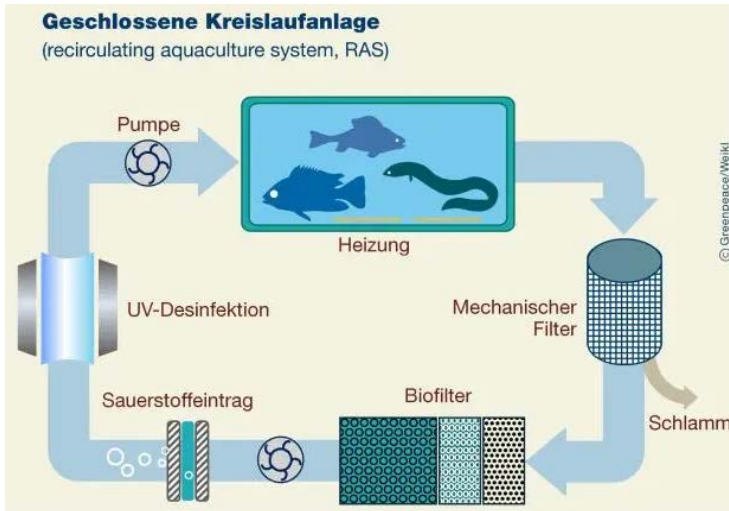 Geschlossene Kreislaufanlage
(recirculating aquaculture system, RAS)
Pumpe
Heizung
© Greenpeace/Weikl
UV-Desinfektion
Mechanischer
Filter
Sauerstoffeintrag
Biofilter
Schlamm